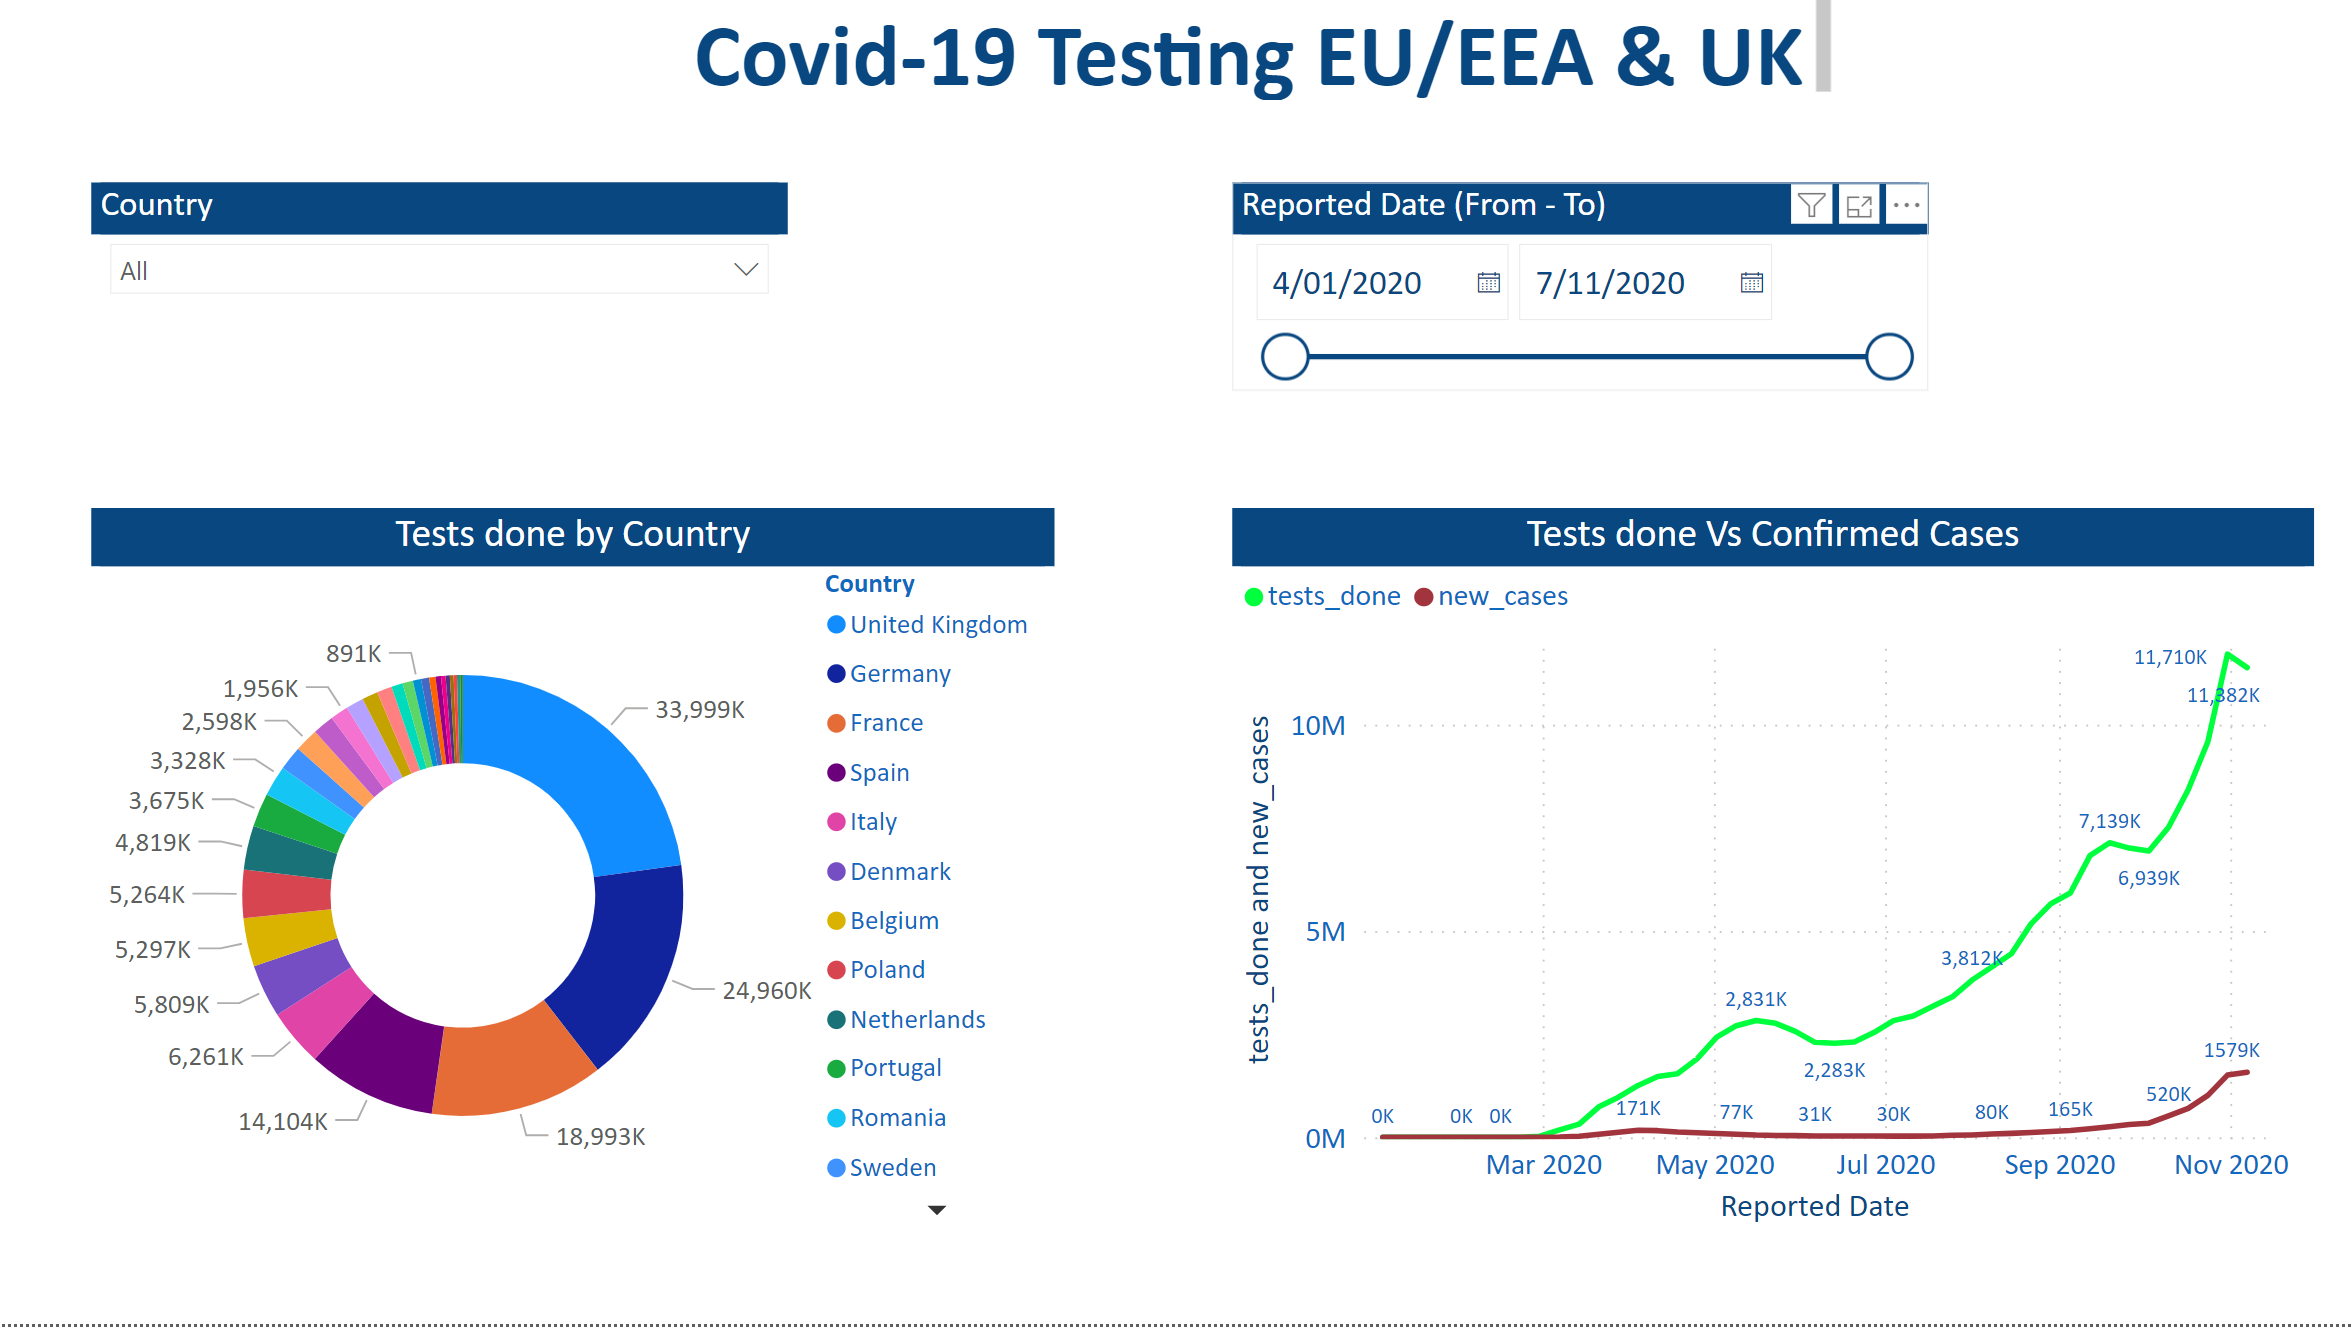 Covid-19 Testing EU/EEA & UK
Country
All
Reported Date (From - To)
4/01/2020
7/11/2020
Tests done by Country
Country
United Kingdom
Germany
France
Spain
Italy
Denmark
Belgium
Poland
Netherlands
Portugal
Romania
Sweden
33,999K
24,960K
18,993K
14,104K
6,261K
5,809K
5,297K
5,264K
4,819K
3,675K
3,328K
2,598K
1,956K
891K
Tests done Vs Confirmed Cases
tests_done
new_cases
tests_done and new_cases
10M
5M
0M
11,710K
11,382K
7,139K
6,939K
3,812K
2,831K
2,283K
1579K
520K
0K
0K
0K
171K
77K
31K
30K
80K
165K
Mar 2020
May 2020
Jul 2020
Sep 2020
Nov 2020
Reported Date